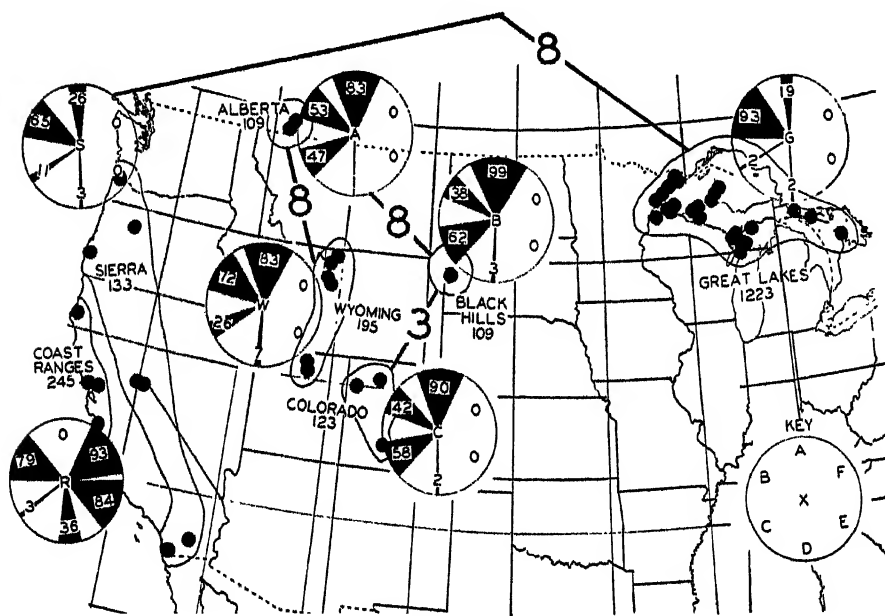 8
26
65
S
0
11
0
3
ALBERTA
109
83
53
A
0
47
0
19
93
G
0
2
0
2
8
8
99
38
B
0
62
0
3
SIERRA
133
83
72
W
0
26
0
2
WYOMING
195
BLACK
HILLS
109
GREAT LAKES
1223
3
COAST
RANGES
245
COLORADO
123
90
42
C
0
58
0
2
0
79
93
R
3
84
36
KEY
A
B
F
X
C
E
D